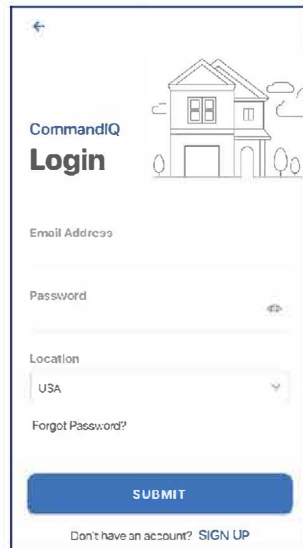 CommandIQ
Login
Email Address
Password
Location
USA
Forgot Password?
SUBMIT
Don't have an account? SIGN UP